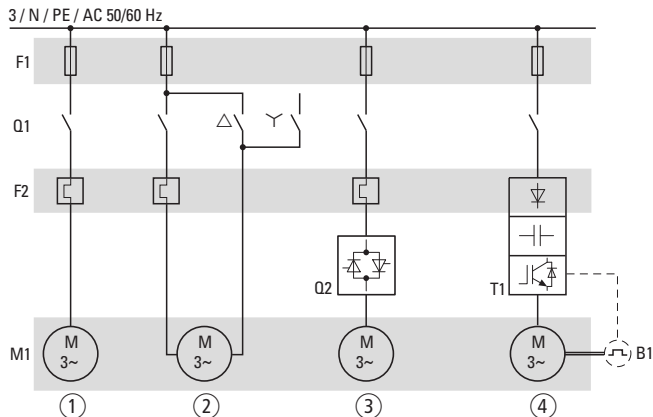 3 / N / PE / AC 50/60 Hz
F1
Q1
F2
Q2
T1
M1
M
3~
M
3~
M
3~
M
3~
B1
① ② ③ ④